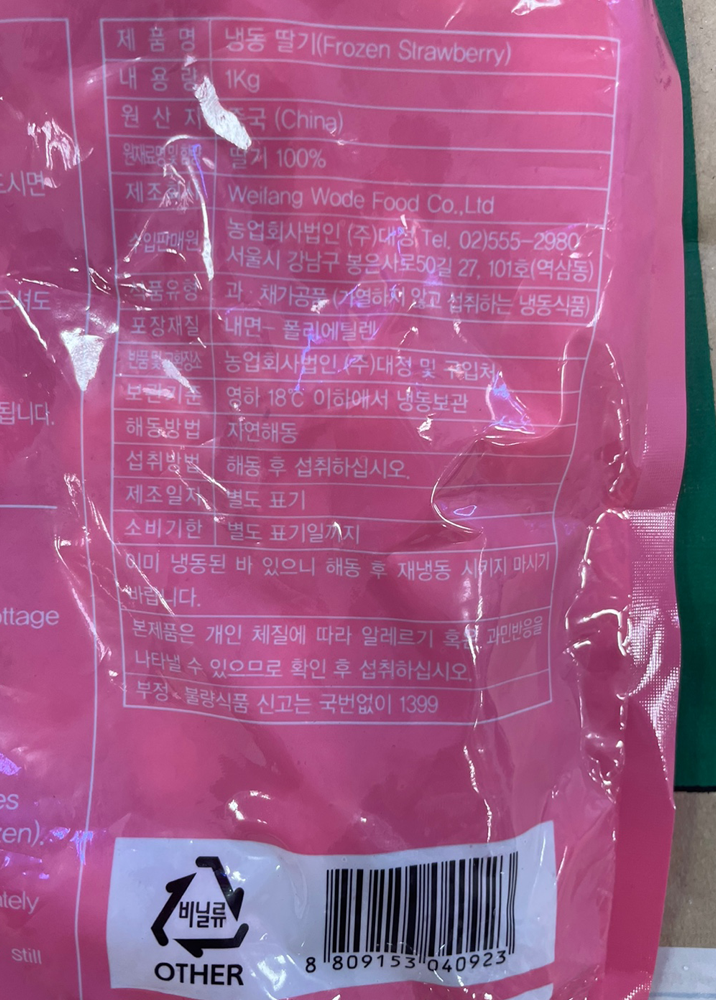 제 품 명 냉동 딸기(Frozen Strawberry)
내 용 량 1Kg
원 산 지 중국 (China)
원재료명및함량 딸기 100%
제조회사 Weifang Wode Food Co.,Ltd
수입판매원 농업회사법인 (주)대정 Tel. 02)555-2980
서울시 강남구 봉은사로50길 27, 101호(역삼동)
식품유형 과 . 채가공품 (가열하지 않고 섭취하는 냉동식품)
포장재질 내면- 폴리에틸렌
반품 및 교환장소 농업회사법인 (주)대정 및 구입처
보관기준 영하 18℃ 이하에서 냉동보관
해동방법 자연해동
섭취방법 해동 후 섭취하십시오.
제조일자 별도 표기
소비기한 별도 표기일까지
이미 냉동된 바 있으니 해동 후 재냉동 시키지 마시기
바랍니다.
본제품은 개인 체질에 따라 알레르기 혹은 과민반응을
나타낼 수 있으므로 확인 후 섭취하십시오.
부정 · 불량식품 신고는 국번없이 1399
시면
도
됩니다.
ottage
es
zen).
ately
still
비닐류
OTHER
8 809153 040923